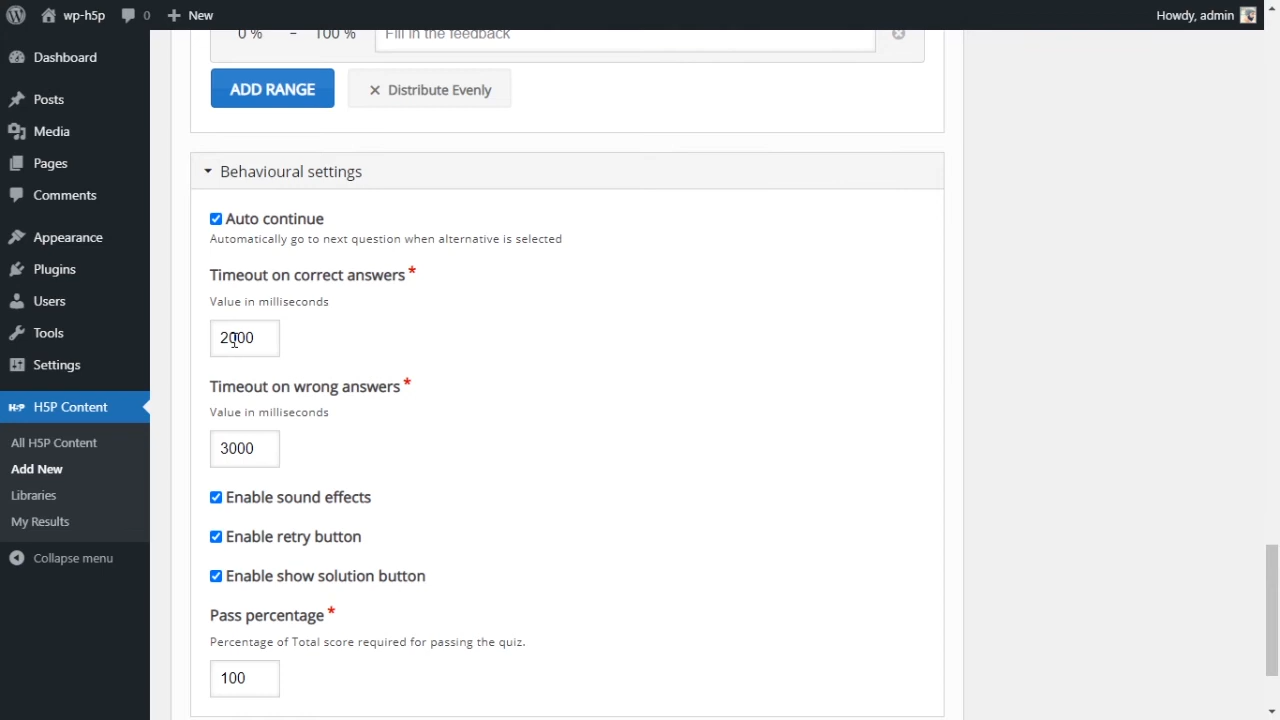 wp-h5p 0 New Howdy, admin
0 % – 100 % Fill in the feedback
Dashboard
ADD RANGE Distribute Evenly
Posts
Media
Pages
Comments
Appearance
Plugins
Users
Tools
Settings
H5P H5P Content
All H5P Content
Add New
Libraries
My Results
Collapse menu
Behavioural settings
Auto continue
Automatically go to next question when alternative is selected
Timeout on correct answers *
Value in milliseconds
2000
Timeout on wrong answers *
Value in milliseconds
3000
Enable sound effects
Enable retry button
Enable show solution button
Pass percentage *
Percentage of Total score required for passing the quiz.
100